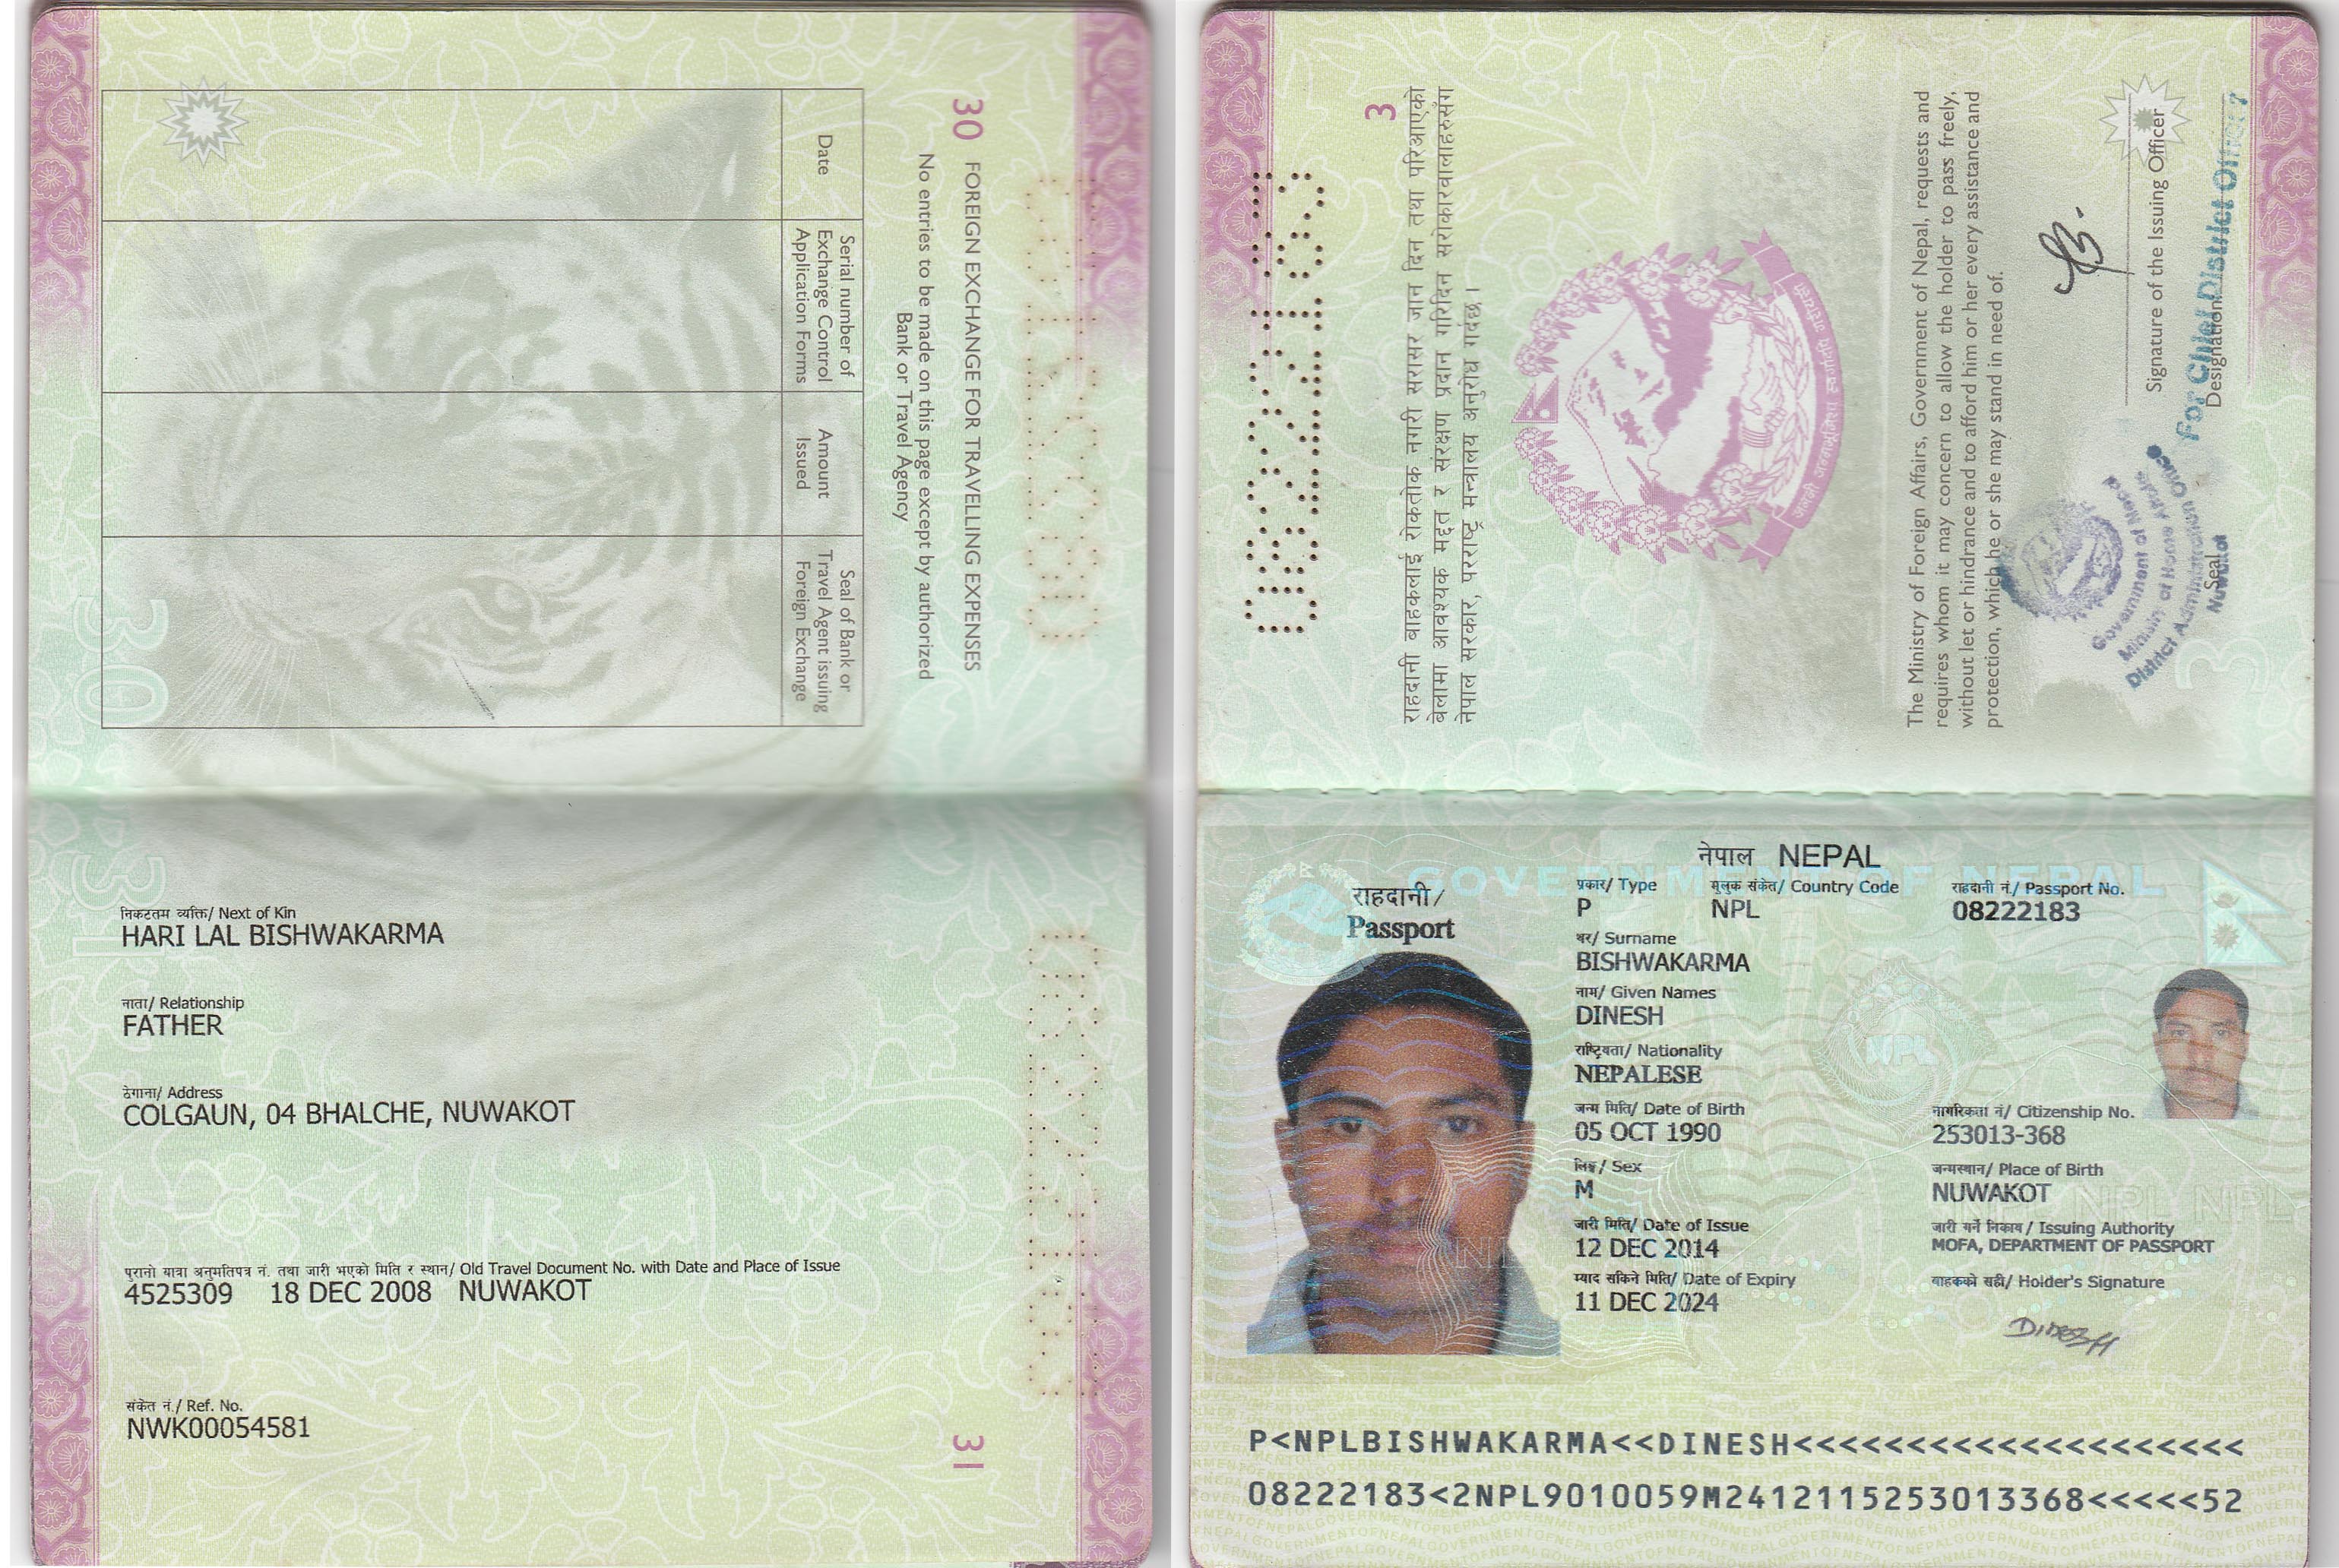 30 FOREIGN EXCHANGE FOR TRAVELLING EXPENSES
No entries to be made on this page except by authorized
Bank or Travel Agency
Date
Serial number of
Exchange Control
Application Forms
Amount
Issued
Seal of Bank or
Travel Agent issuing
Foreign Exchange
30
31
निकटतम व्यक्ति/ Next of Kin
HARI LAL BISHWAKARMA
नाता/ Relationship
FATHER
ठेगाना/ Address
COLGAUN, 04 BHALCHE, NUWAKOT
पुरानो यात्रा अनुमतिपत्र नं. तथा जारी भएको मिति र स्थान/ Old Travel Document No. with Date and Place of Issue
4525309 18 DEC 2008 NUWAKOT
संकेत नं./ Ref. No.
NWK00054581
31
08222183
3
राहदानी बाहकलाई रोकतोक नगरी सरासर जान दिन तथा परिआएको
बेलामा आवश्यक मद्दत र संरक्षण प्रदान गरिदिन सरोकारवालाहरुसंग
नेपाल सरकार, परराष्ट्र मन्त्रालय अनुरोध गर्दछ।
The Ministry of Foreign Affairs, Government of Nepal, requests and
requires whom it may concern to allow the holder to pass freely,
without let or hindrance and to afford him or her every assistance and
protection, which he or she may stand in need of.
Signature of the Issuing Officer
Designation
For Chief District Officer
Seal
Government of Nepal
Ministry of Home Affairs
District Administration Office
Nuwakot
3
GOVERNMENT OF NEPAL
नेपाल NEPAL
राहदानी/
Passport
प्रकार/ Type मुलुक संकेत/ Country Code राहदानी नं./ Passport No.
P NPL 08222183
थर/ Surname
BISHWAKARMA
नाम/ Given Names
DINESH
राष्ट्रियता/ Nationality
NEPALESE
जन्म मिति/ Date of Birth नागरिकता नं/ Citizenship No.
05 OCT 1990 253013-368
लिङ्ग/ Sex जन्मस्थान/ Place of Birth
M NUWAKOT
जारी मिति/ Date of Issue जारी गर्ने निकाय/ Issuing Authority
12 DEC 2014 MOFA, DEPARTMENT OF PASSPORT
म्याद सकिने मिति/ Date of Expiry वाहकको सही/ Holder's Signature
11 DEC 2024 DINESH
P<NPLBISHWAKARMA<<DINESH<<<<<<<<<<<<<<<<<<<<
08222183<2NPL9010059M2412115253013368<<<<<52